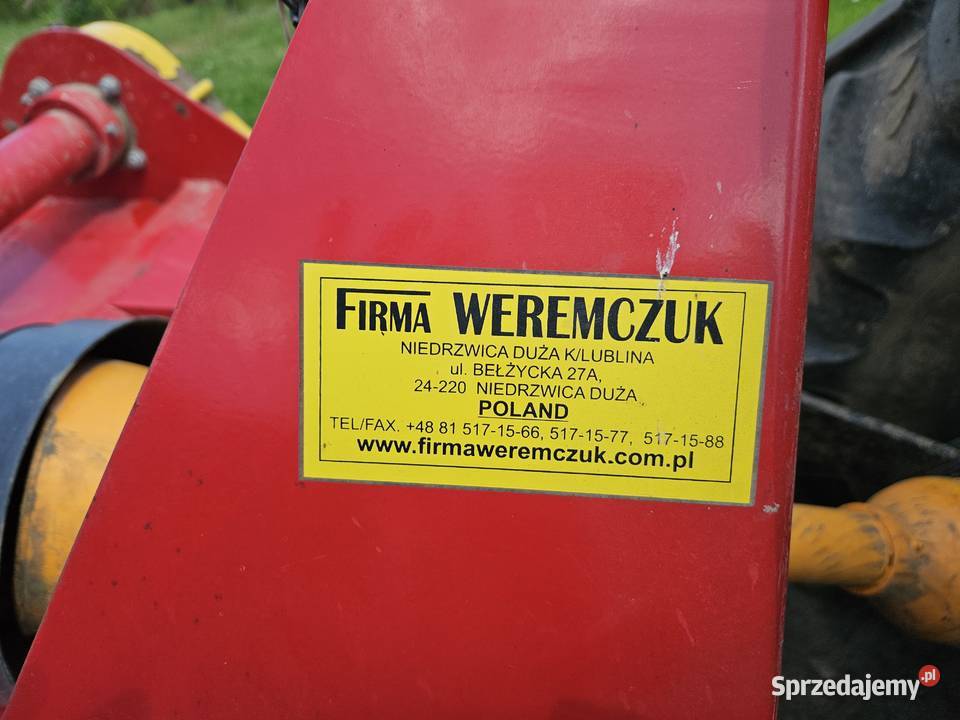 FIRMA WEREMCZUK
NIEDRZWICA DUŻA K/LUBLINA
ul. BEŁŻYCKA 27A,
24-220 NIEDRZWICA DUŻA
POLAND
TEL/FAX. +48 81 517-15-66, 517-15-77, 517-15-88
www.firmaweremczuk.com.pl
Sprzedajemy.pl